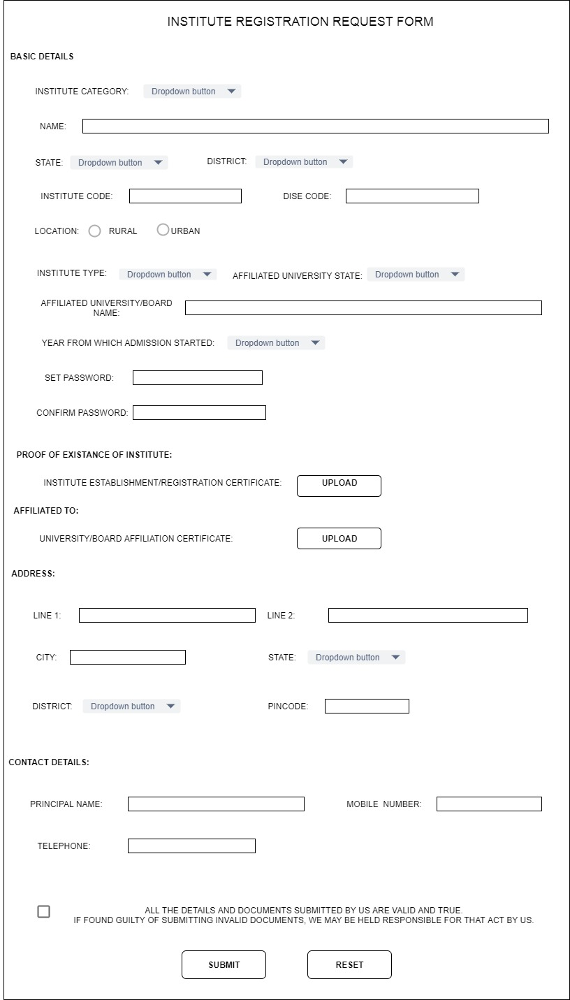 INSTITUTE REGISTRATION REQUEST FORM
BASIC DETAILS
INSTITUTE CATEGORY: Dropdown button
NAME:
STATE: Dropdown button DISTRICT: Dropdown button
INSTITUTE CODE: DISE CODE:
LOCATION: RURAL URBAN
INSTITUTE TYPE: Dropdown button AFFILIATED UNIVERSITY STATE: Dropdown button
AFFILIATED UNIVERSITY/BOARD
NAME:
YEAR FROM WHICH ADMISSION STARTED: Dropdown button
SET PASSWORD:
CONFIRM PASSWORD:
PROOF OF EXISTANCE OF INSTITUTE:
INSTITUTE ESTABLISHMENT/REGISTRATION CERTIFICATE: UPLOAD
AFFILIATED TO:
UNIVERSITY/BOARD AFFILIATION CERTIFICATE: UPLOAD
ADDRESS:
LINE 1: LINE 2:
CITY: STATE: Dropdown button
DISTRICT: Dropdown button PINCODE:
CONTACT DETAILS:
PRINCIPAL NAME: MOBILE NUMBER:
TELEPHONE:
ALL THE DETAILS AND DOCUMENTS SUBMITTED BY US ARE VALID AND TRUE.
IF FOUND GUILTY OF SUBMITTING INVALID DOCUMENTS, WE MAY BE HELD RESPONSIBLE FOR THAT ACT BY US.
SUBMIT RESET